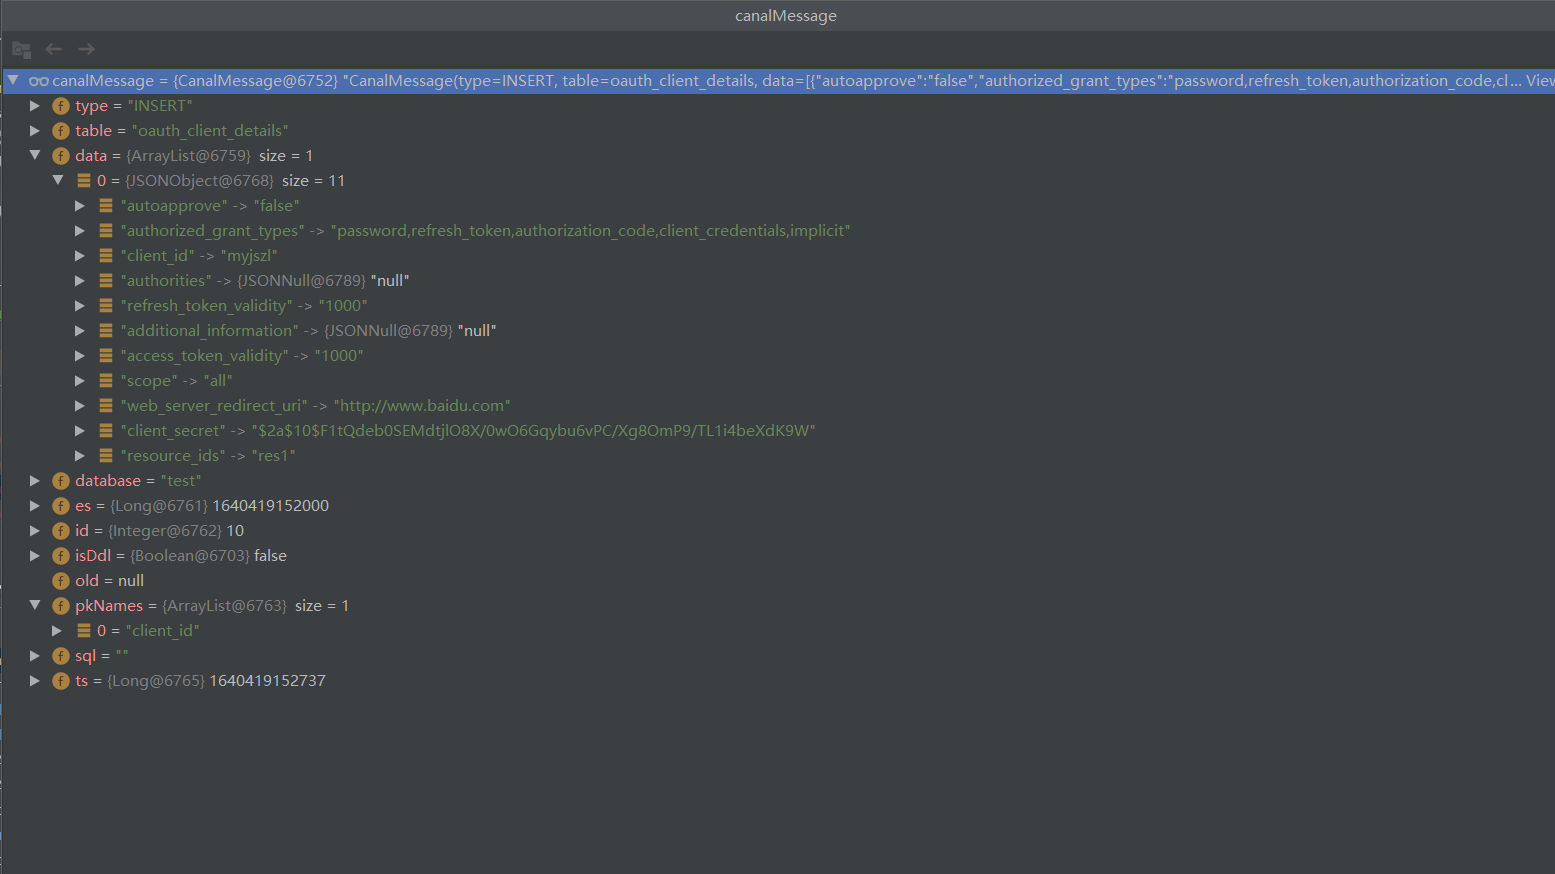 canalMessage
canalMessage = {CanalMessage@6752} "CanalMessage(type=INSERT, table=oauth_client_details, data=[{"autoapprove":"false","authorized_grant_types":"password,refresh_token,authorization_code,cl... View
type = "INSERT"
table = "oauth_client_details"
data = {ArrayList@6759} size = 1
0 = {JSONObject@6768} size = 11
"autoapprove" -> "false"
"authorized_grant_types" -> "password,refresh_token,authorization_code,client_credentials,implicit"
"client_id" -> "myjszl"
"authorities" -> {JSONNull@6789} "null"
"refresh_token_validity" -> "1000"
"additional_information" -> {JSONNull@6789} "null"
"access_token_validity" -> "1000"
"scope" -> "all"
"web_server_redirect_uri" -> "http://www.baidu.com"
"client_secret" -> "$2a$10$F1tQdeb0SEMdtjlO8X/0wO6Gqybu6vPC/Xg8OmP9/TL1i4beXdK9W"
"resource_ids" -> "res1"
database = "test"
es = {Long@6761} 1640419152000
id = {Integer@6762} 10
isDdl = {Boolean@6703} false
old = null
pkNames = {ArrayList@6763} size = 1
0 = "client_id"
sql = ""
ts = {Long@6765} 1640419152737